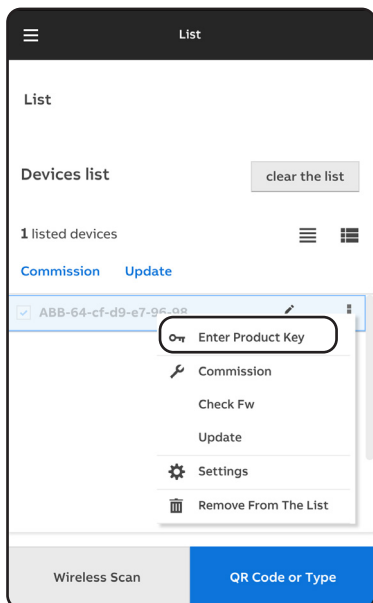 List
List
Devices list
clear the list
1 listed devices
Commission Update
ABB-64-cf-d9-e7-96-98
Enter Product Key
Commission
Check Fw
Update
Settings
Remove From The List
Wireless Scan
QR Code or Type